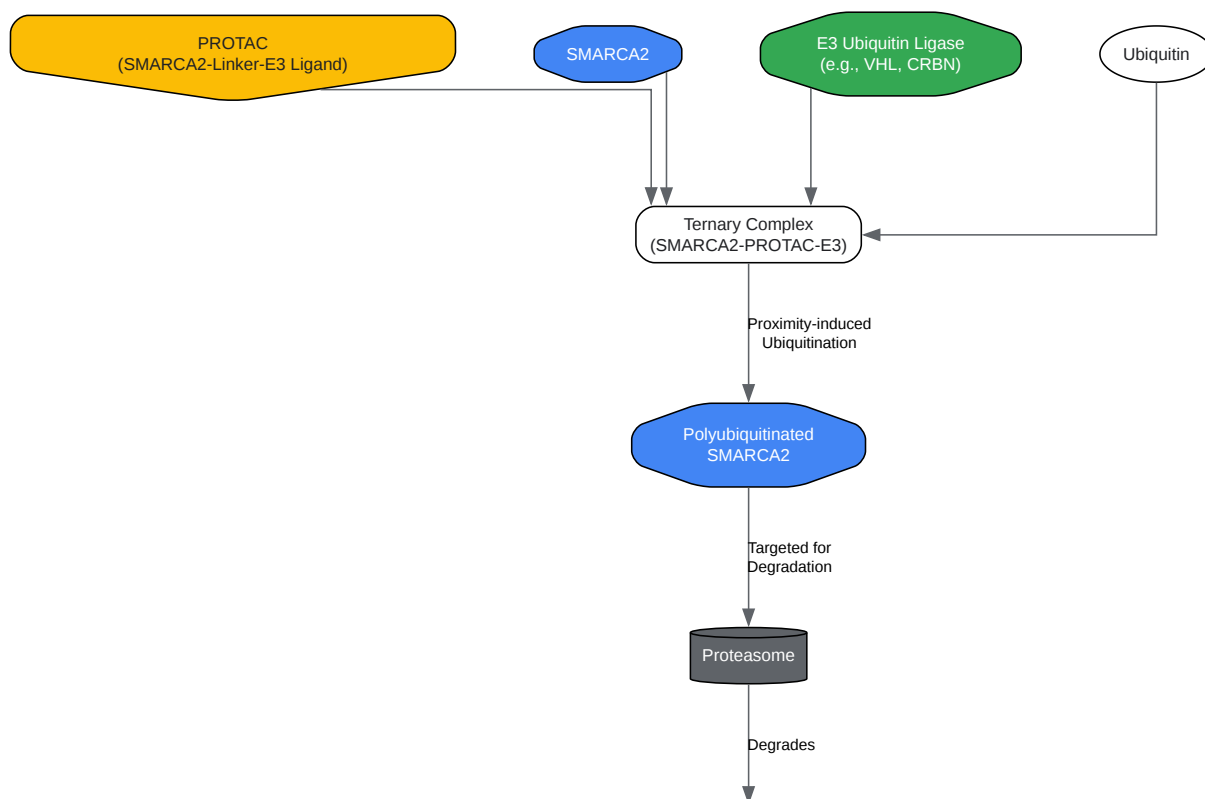 PROTAC
(SMARCA2-Linker-E3 Ligand)
SMARCA2
E3 Ubiquitin Ligase
(e.g., VHL, CRBN)
Ubiquitin
Ternary Complex
(SMARCA2-PROTAC-E3)
Proximity-induced
Ubiquitination
Polyubiquitinated
SMARCA2
Targeted for
Degradation
Proteasome
Degrades